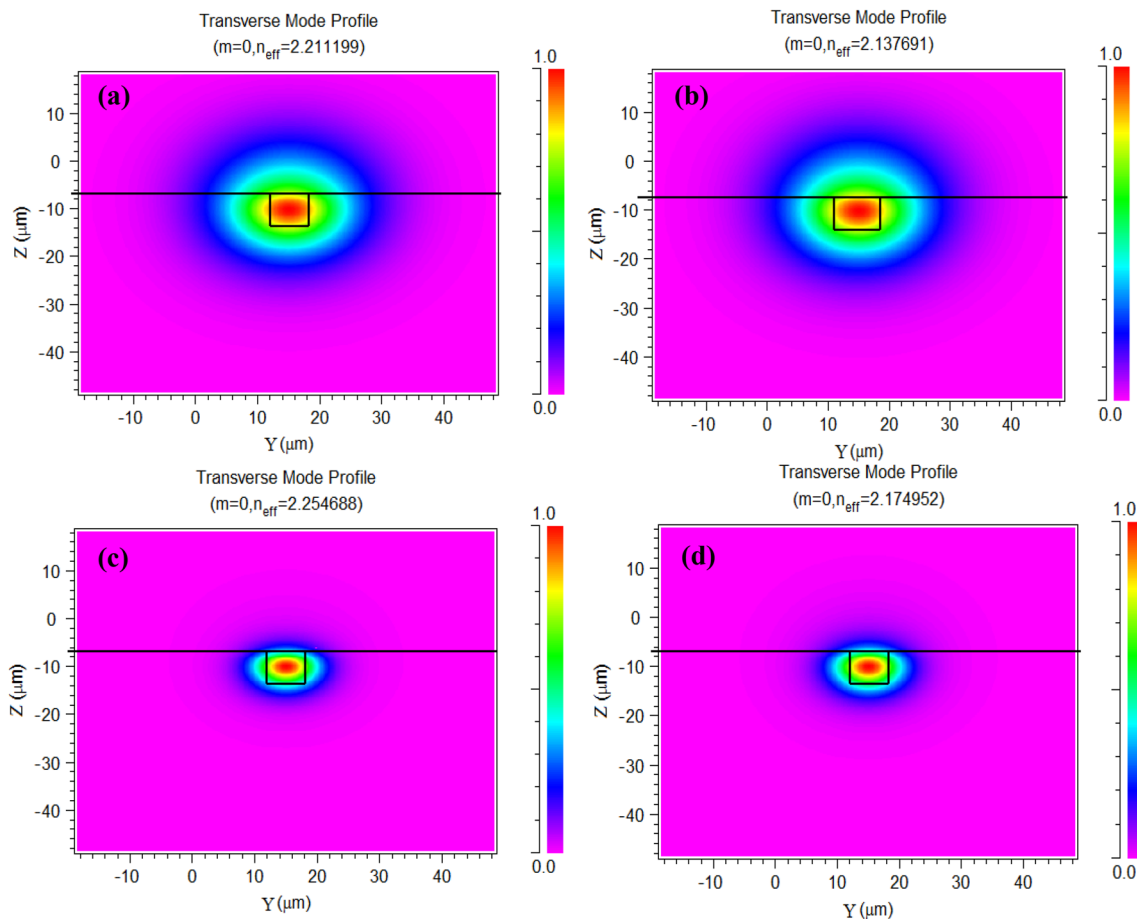 Transverse Mode Profile
(m=0,neff=2.211199)
1.0
(a)
10
0
-10
-20
-30
-40
Z (μm)
-10 0 10 20 30 40
Y (μm)
0.0
Transverse Mode Profile
(m=0,neff=2.137691)
1.0
(b)
10
0
-10
-20
-30
-40
Z (μm)
-10 0 10 20 30 40
Y (μm)
0.0
Transverse Mode Profile
(m=0,neff=2.254688)
1.0
(c)
10
0
-10
-20
-30
-40
Z (μm)
-10 0 10 20 30 40
Y (μm)
0.0
Transverse Mode Profile
(m=0,neff=2.174952)
1.0
(d)
10
0
-10
-20
-30
-40
Z (μm)
-10 0 10 20 30 40
Y (μm)
0.0